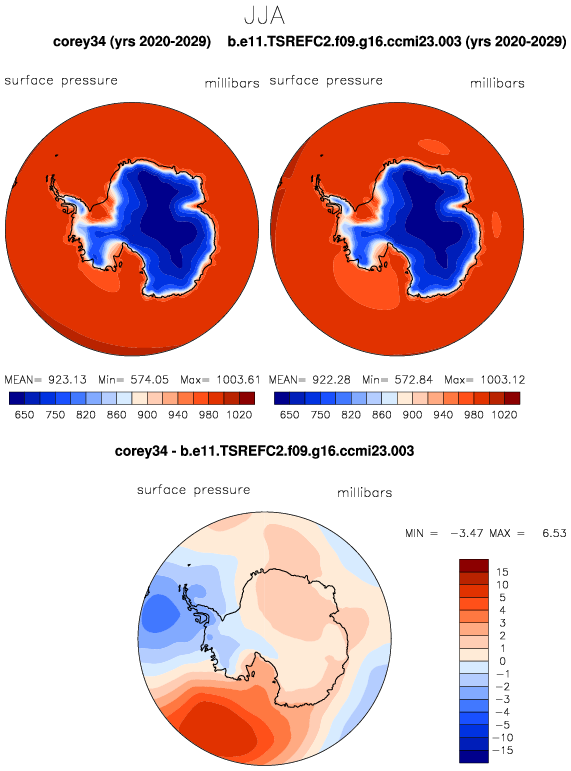 JJA
corey34 (yrs 2020-2029) b.e11.TSREFC2.f09.g16.ccmi23.003 (yrs 2020-2029)
surface pressure millibars surface pressure millibars
MEAN= 923.13 Min= 574.05 Max= 1003.61 MEAN= 922.28 Min= 572.84 Max= 1003.12
650 750 820 860 900 940 980 1020 650 750 820 860 900 940 980 1020
corey34 - b.e11.TSREFC2.f09.g16.ccmi23.003
surface pressure millibars
MIN = -3.47 MAX = 6.53
15
10
5
4
3
2
1
0
-1
-2
-3
-4
-5
-10
-15